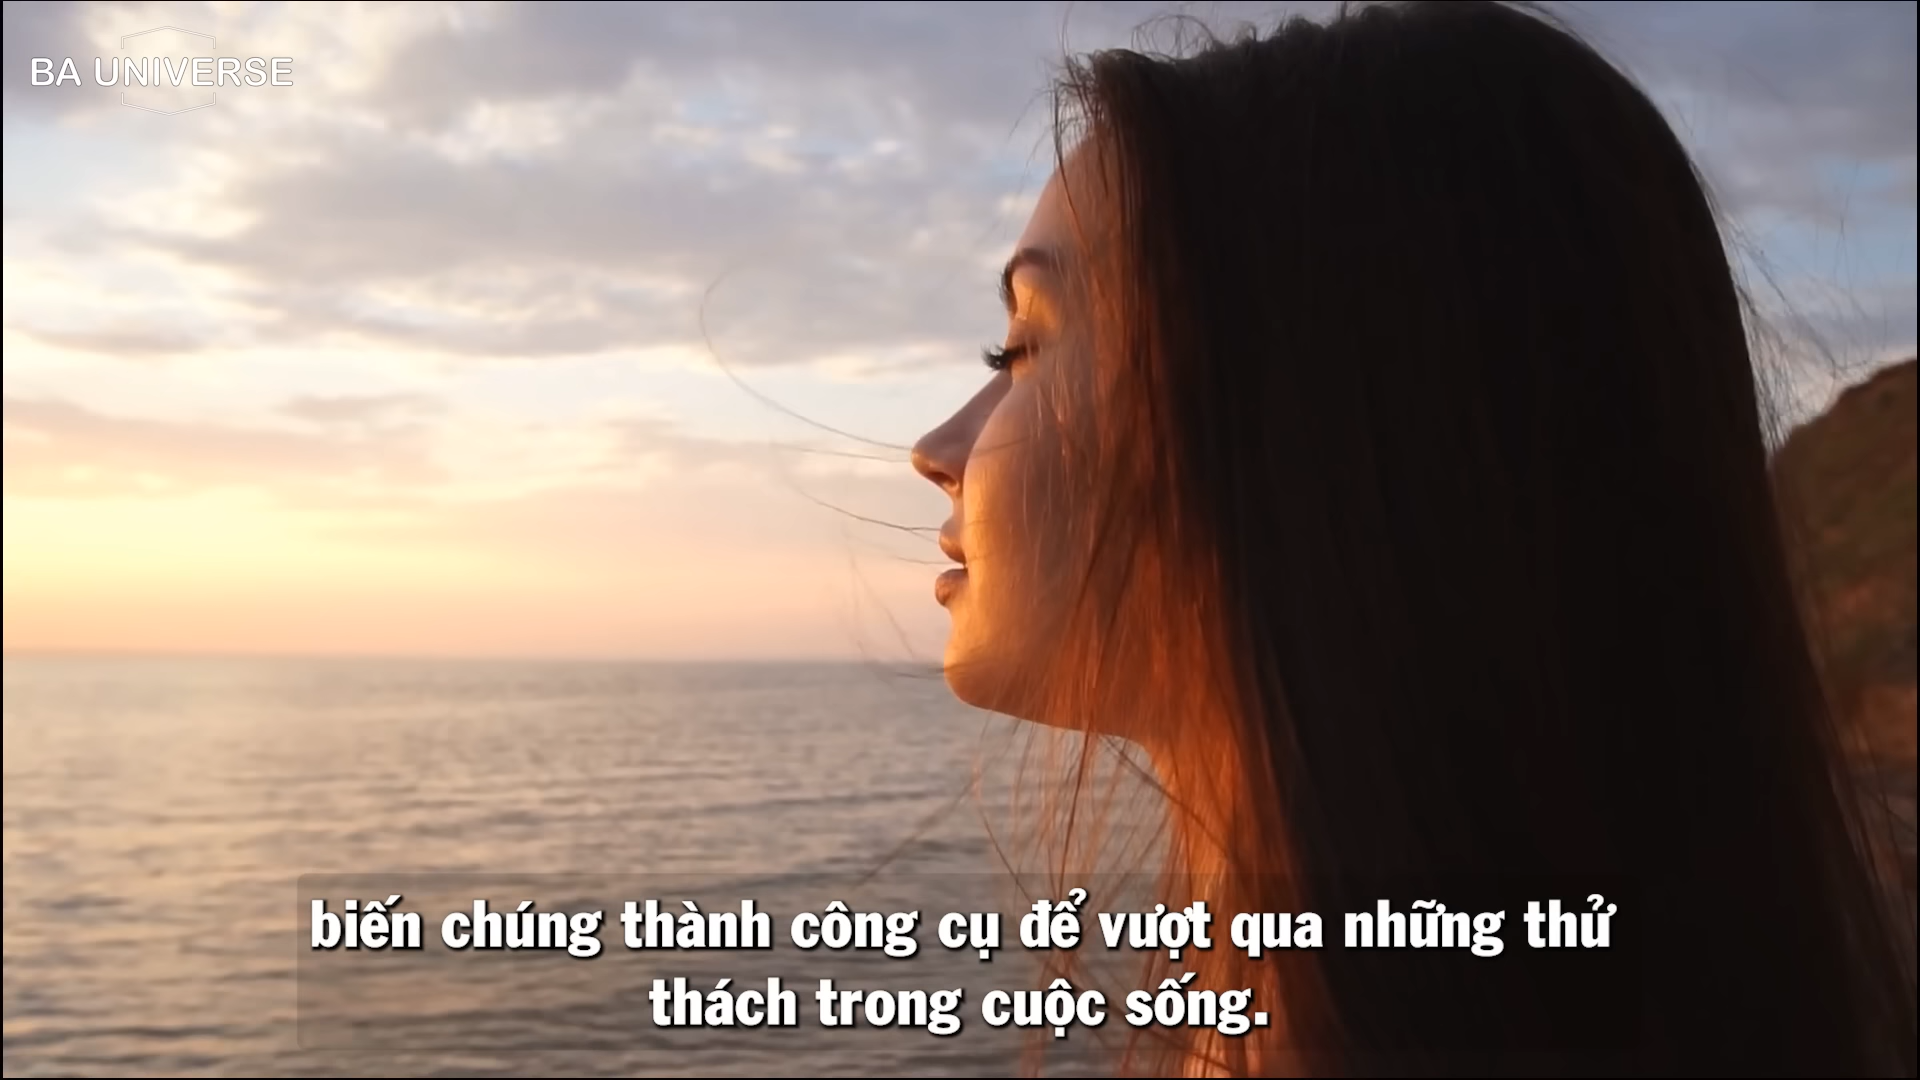 BA UNIVERSE
biến chúng thành công cụ để vượt qua những thử
thách trong cuộc sống.